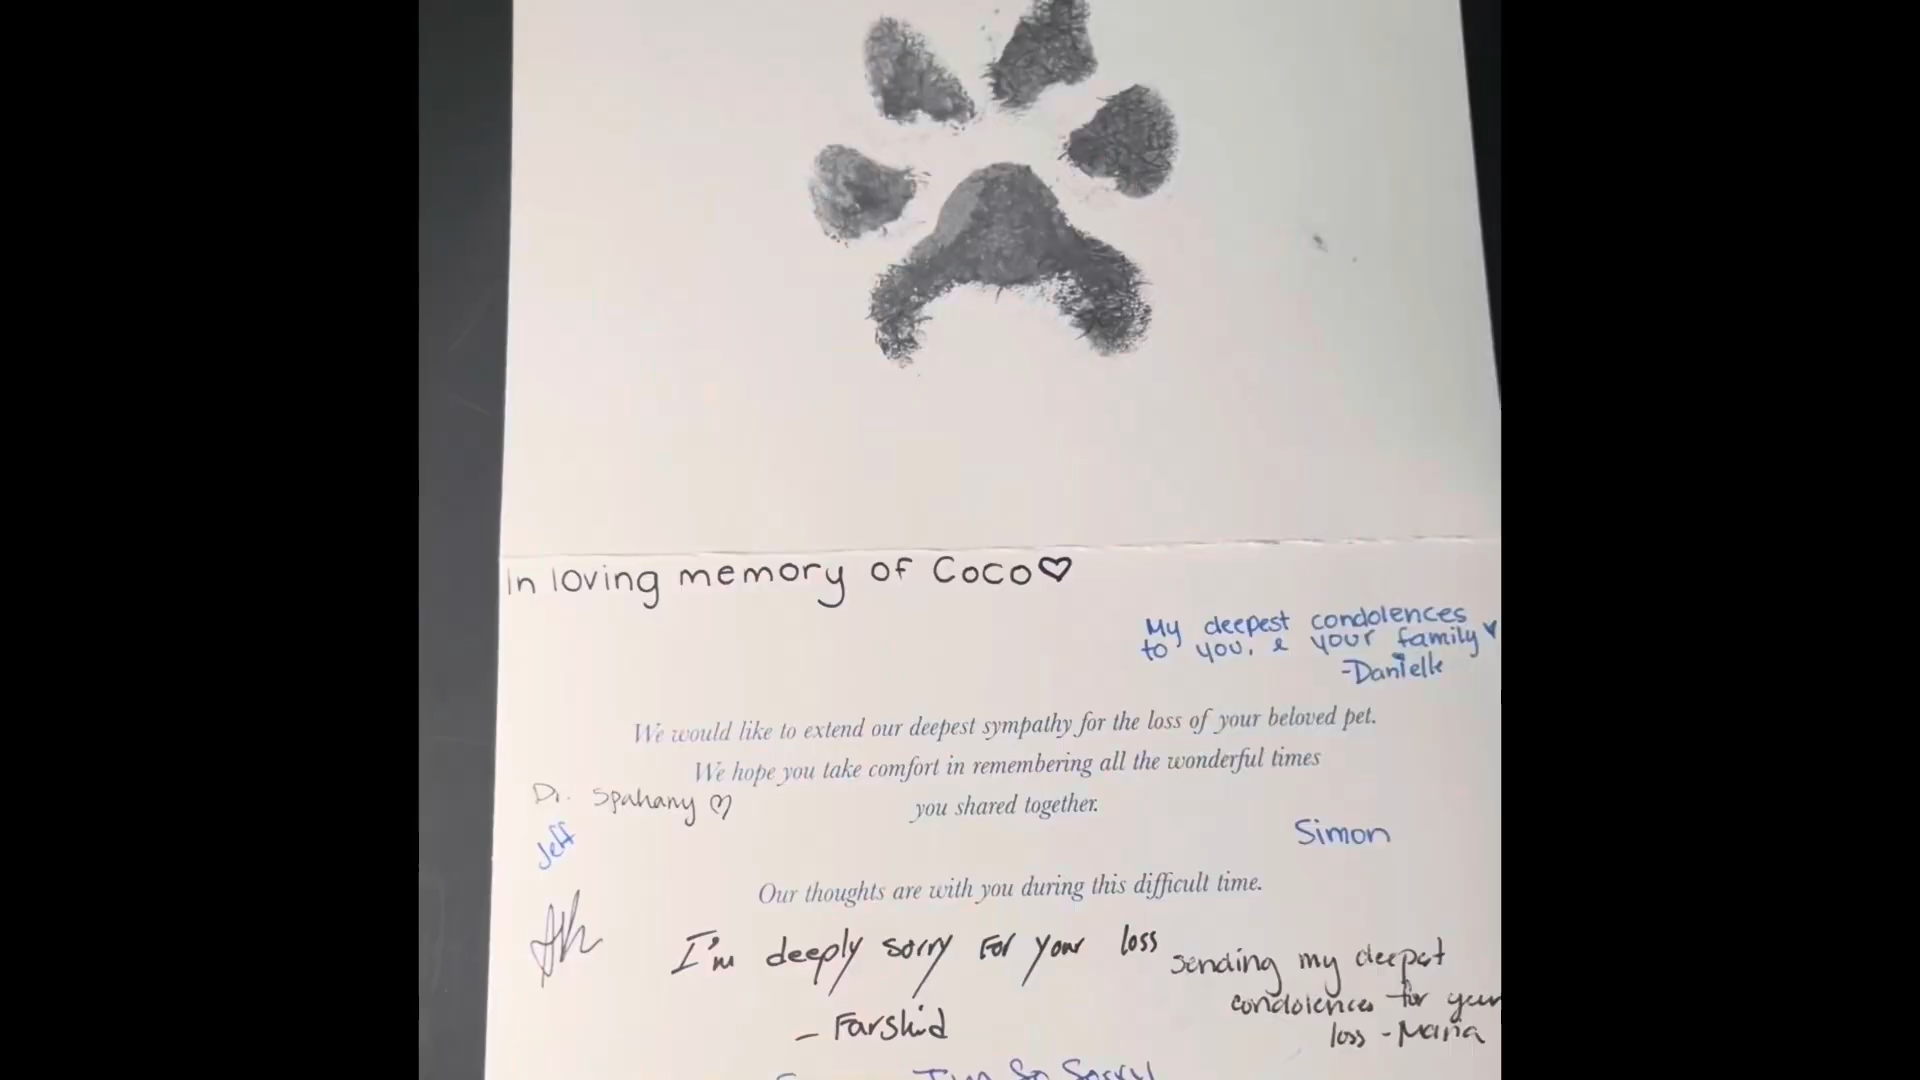 In loving memory of Coco♡
My deepest condolences
to you, & your family ♥
-Danielle
We would like to extend our deepest sympathy for the loss of your beloved pet.
We hope you take comfort in remembering all the wonderful times
you shared together.
Dr. Spahany ♡
Jeff
Simon
Our thoughts are with you during this difficult time.
I'm deeply sorry for your loss
- Farshid
sending my deepest
condolences for your
loss - Maria
I'm So Sorry